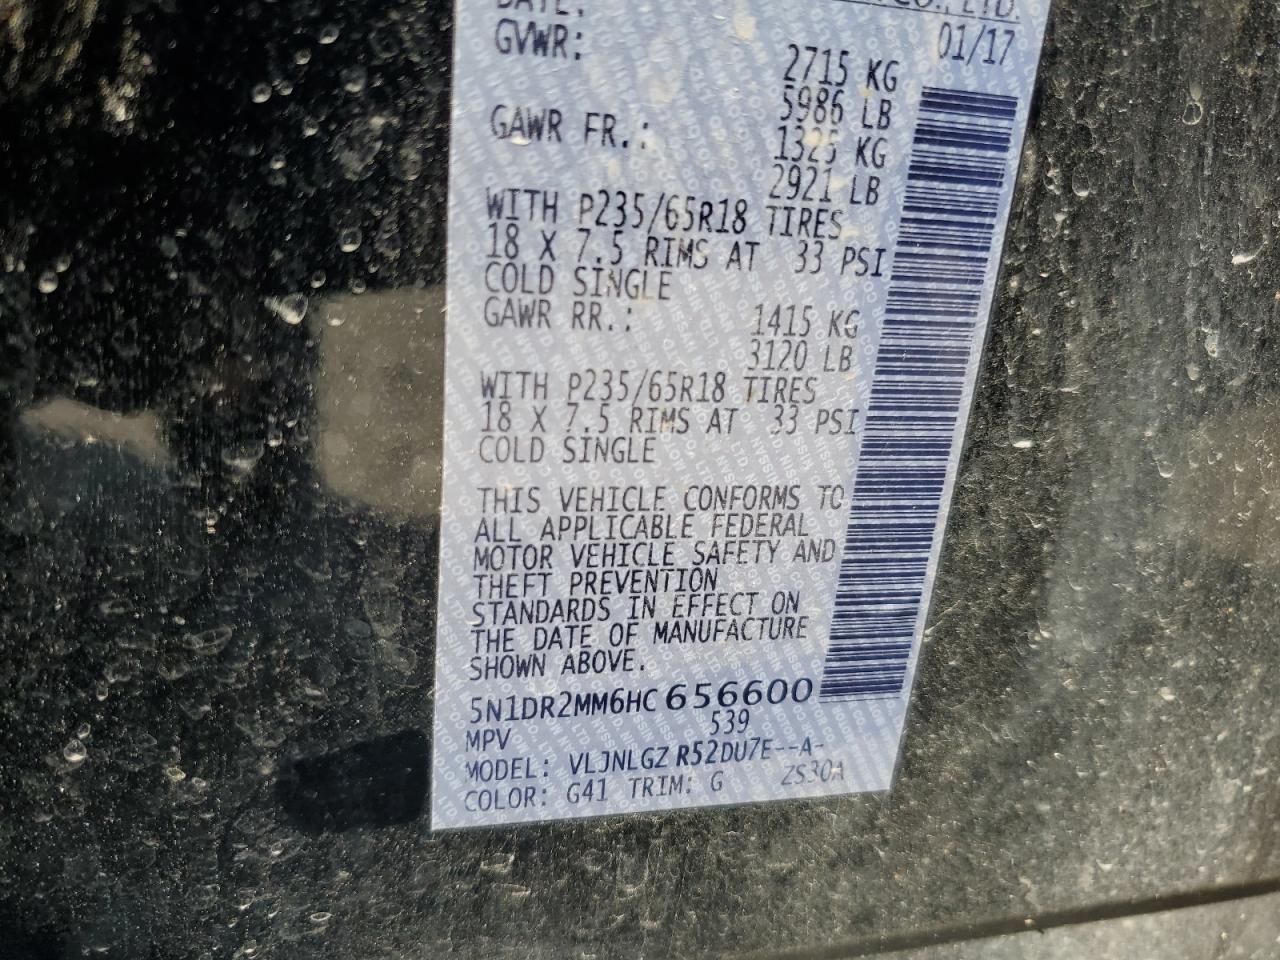 DATE: CO., LTD.
01/17
GVWR: 2715 KG
5986 LB
GAWR FR.: 1325 KG
2921 LB
WITH P235/65R18 TIRES
18 X 7.5 RIMS AT 33 PSI
COLD SINGLE
GAWR RR.: 1415 KG
3120 LB
WITH P235/65R18 TIRES
18 X 7.5 RIMS AT 33 PSI
COLD SINGLE
THIS VEHICLE CONFORMS TO
ALL APPLICABLE FEDERAL
MOTOR VEHICLE SAFETY AND
THEFT PREVENTION
STANDARDS IN EFFECT ON
THE DATE OF MANUFACTURE
SHOWN ABOVE.
5N1DR2MM6HC656600
MPV 539
MODEL: VLJNLGZ R52DU7E--A-
COLOR: G41 TRIM: G ZS30A